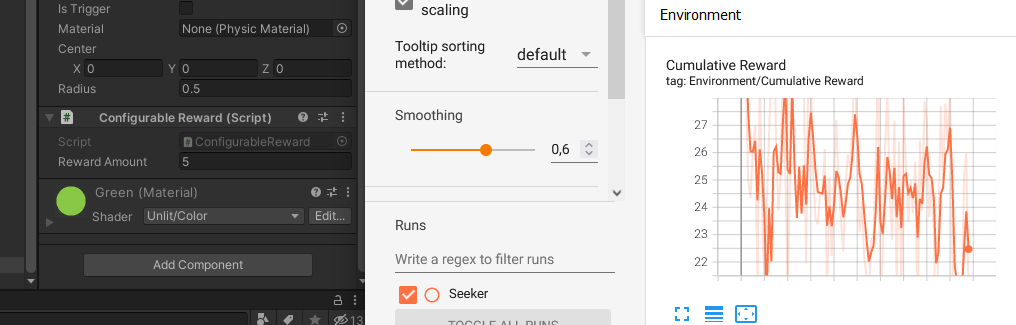 Is Trigger
Material None (Physic Material)
Center
X 0 Y 0 Z 0
Radius 0.5
# Configurable Reward (Script)
Script ConfigurableReward
Reward Amount 5
Green (Material)
Shader Unlit/Color Edit...
Add Component
13
scaling
Tooltip sorting
method: default
Smoothing
0,6
Runs
Write a regex to filter runs
Seeker
TOGGLE ALL RUNS
Environment
Cumulative Reward
tag: Environment/Cumulative Reward
27
26
25
24
23
22